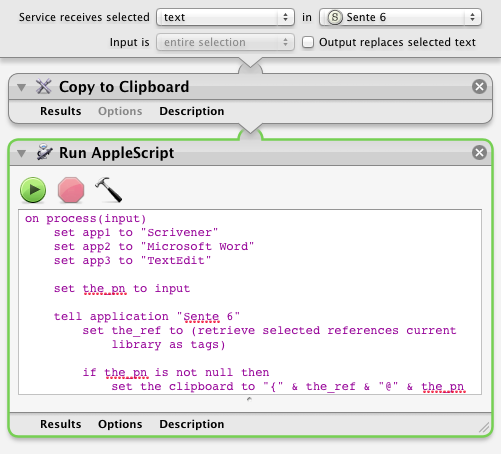 Service receives selected text in Sente 6
Input is entire selection Output replaces selected text
Copy to Clipboard
Results Options Description
Run AppleScript
on process(input)
set app1 to "Scrivener"
set app2 to "Microsoft Word"
set app3 to "TextEdit"
set the_pn to input
tell application "Sente 6"
set the_ref to (retrieve selected references current
library as tags)
if the_pn is not null then
set the clipboard to "{" & the_ref & "@" & the_pn
Results Options Description